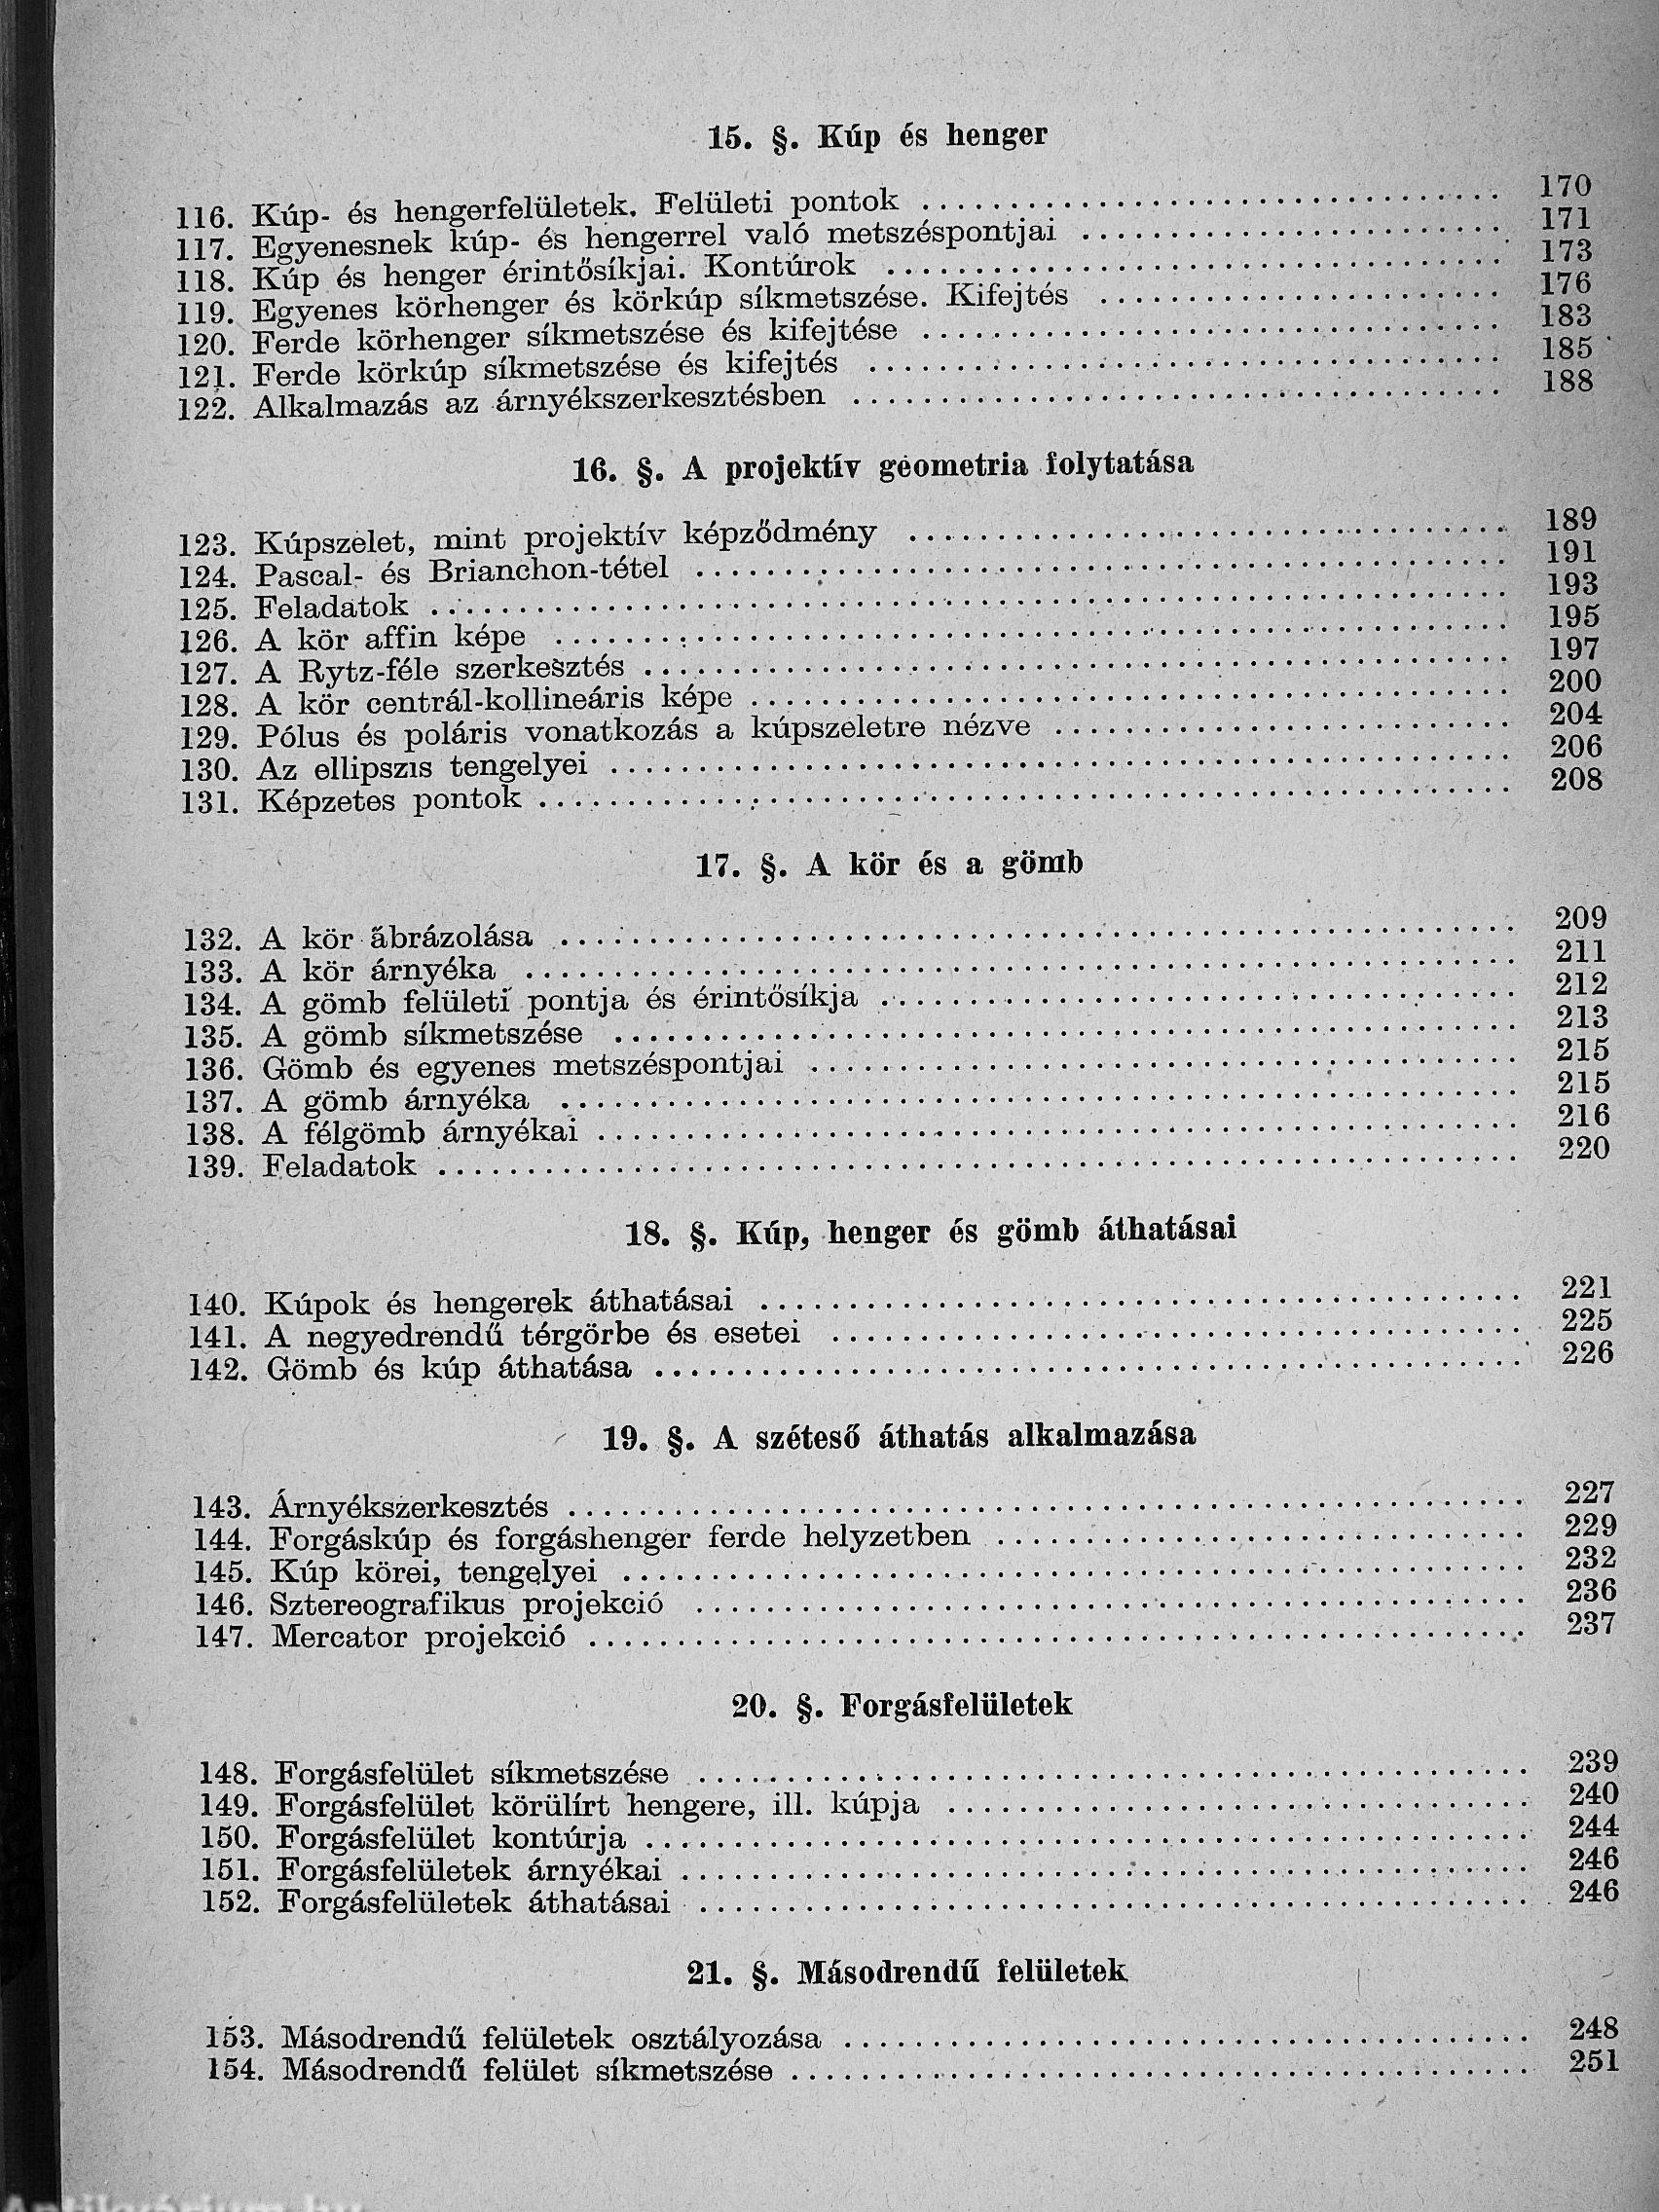 15. §. Kúp és henger
116. Kúp- és hengerfelületek. Felületi pontok 170
117. Egyenesnek kúp- és hengerrel való metszéspontjai 171
118. Kúp és henger érintősíkjai. Kontúrok 173
119. Egyenes körhenger és körkúp síkmetszése. Kifejtés 176
120. Ferde körhenger síkmetszése és kifejtése 183
121. Ferde körkúp síkmetszése és kifejtés 185
122. Alkalmazás az árnyékszerkesztésben 188
16. §. A projektív geometria folytatása
123. Kúpszelet, mint projektív képződmény 189
124. Pascal- és Brianchon-tétel 191
125. Feladatok 193
126. A kör affin képe 195
127. A Rytz-féle szerkesztés 197
128. A kör centrál-kollineáris képe 200
129. Pólus és poláris vonatkozás a kúpszeletre nézve 204
130. Az ellipszis tengelyei 206
131. Képzetes pontok 208
17. §. A kör és a gömb
132. A kör ábrázolása 209
133. A kör árnyéka 211
134. A gömb felületi pontja és érintősíkja 212
135. A gömb síkmetszése 213
136. Gömb és egyenes metszéspontjai 215
137. A gömb árnyéka 215
138. A félgömb árnyékai 216
139. Feladatok 220
18. §. Kúp, henger és gömb áthatásai
140. Kúpok és hengerek áthatásai 221
141. A negyedrendű térgörbe és esetei 225
142. Gömb és kúp áthatása 226
19. §. A széteső áthatás alkalmazása
143. Árnyékszerkesztés 227
144. Forgáskúp és forgáshenger ferde helyzetben 229
145. Kúp körei, tengelyei 232
146. Sztereografikus projekció 236
147. Mercator projekció 237
20. §. Forgásfelületek
148. Forgásfelület síkmetszése 239
149. Forgásfelület körülírt hengere, ill. kúpja 240
150. Forgásfelület kontúrja 244
151. Forgásfelületek árnyékai 246
152. Forgásfelületek áthatásai 246
21. §. Másodrendű felületek
153. Másodrendű felületek osztályozása 248
154. Másodrendű felület síkmetszése 251